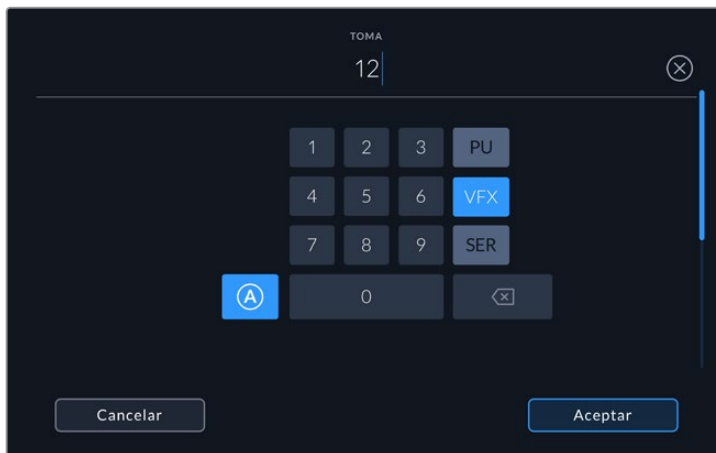 TOMA
12
1 2 3 PU
4 5 6 VFX
7 8 9 SER
A 0
Cancelar Aceptar